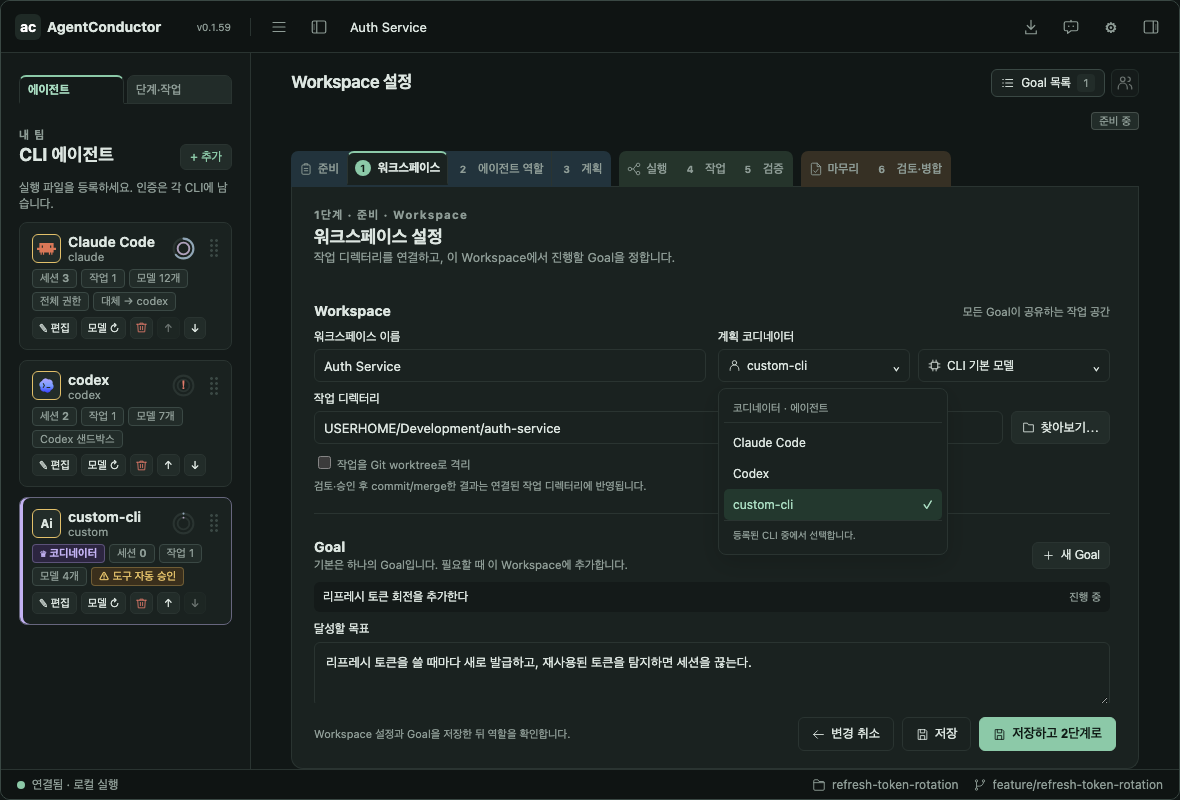 ac AgentConductor v0.1.59 Auth Service
에이전트 단계·작업
내 팀
CLI 에이전트
+ 추가
실행 파일을 등록하세요. 인증은 각 CLI에 남
습니다.
Claude Code
claude
세션 3 작업 1 모델 12개
전체 권한 대체 → codex
✎ 편집 모델 ↻ ↑ ↓
codex
codex
세션 2 작업 1 모델 7개
Codex 샌드박스
✎ 편집 모델 ↻ ↑ ↓
Ai custom-cli
custom
♛ 코디네이터 세션 0 작업 1
모델 4개 ⚠ 도구 자동 승인
✎ 편집 모델 ↻ ↑ ↓
Workspace 설정
Goal 목록 1
준비 중
준비 1 워크스페이스 2 에이전트 역할 3 계획 실행 4 작업 5 검증 마무리 6 검토·병합
1단계 · 준비 · Workspace
워크스페이스 설정
작업 디렉터리를 연결하고, 이 Workspace에서 진행할 Goal을 정합니다.
Workspace
모든 Goal이 공유하는 작업 공간
워크스페이스 이름
Auth Service
계획 코디네이터
custom-cli
CLI 기본 모델
코디네이터 · 에이전트
Claude Code
Codex
custom-cli ✓
등록된 CLI 중에서 선택합니다.
작업 디렉터리
USERHOME/Development/auth-service
찾아보기...
작업을 Git worktree로 격리
검토·승인 후 commit/merge한 결과는 연결된 작업 디렉터리에 반영됩니다.
Goal
기본은 하나의 Goal입니다. 필요할 때 이 Workspace에 추가합니다.
+ 새 Goal
리프레시 토큰 회전을 추가한다 진행 중
달성할 목표
리프레시 토큰을 쓸 때마다 새로 발급하고, 재사용된 토큰을 탐지하면 세션을 끊는다.
Workspace 설정과 Goal을 저장한 뒤 역할을 확인합니다.
← 변경 취소 저장 저장하고 2단계로
연결됨 · 로컬 실행
refresh-token-rotation feature/refresh-token-rotation